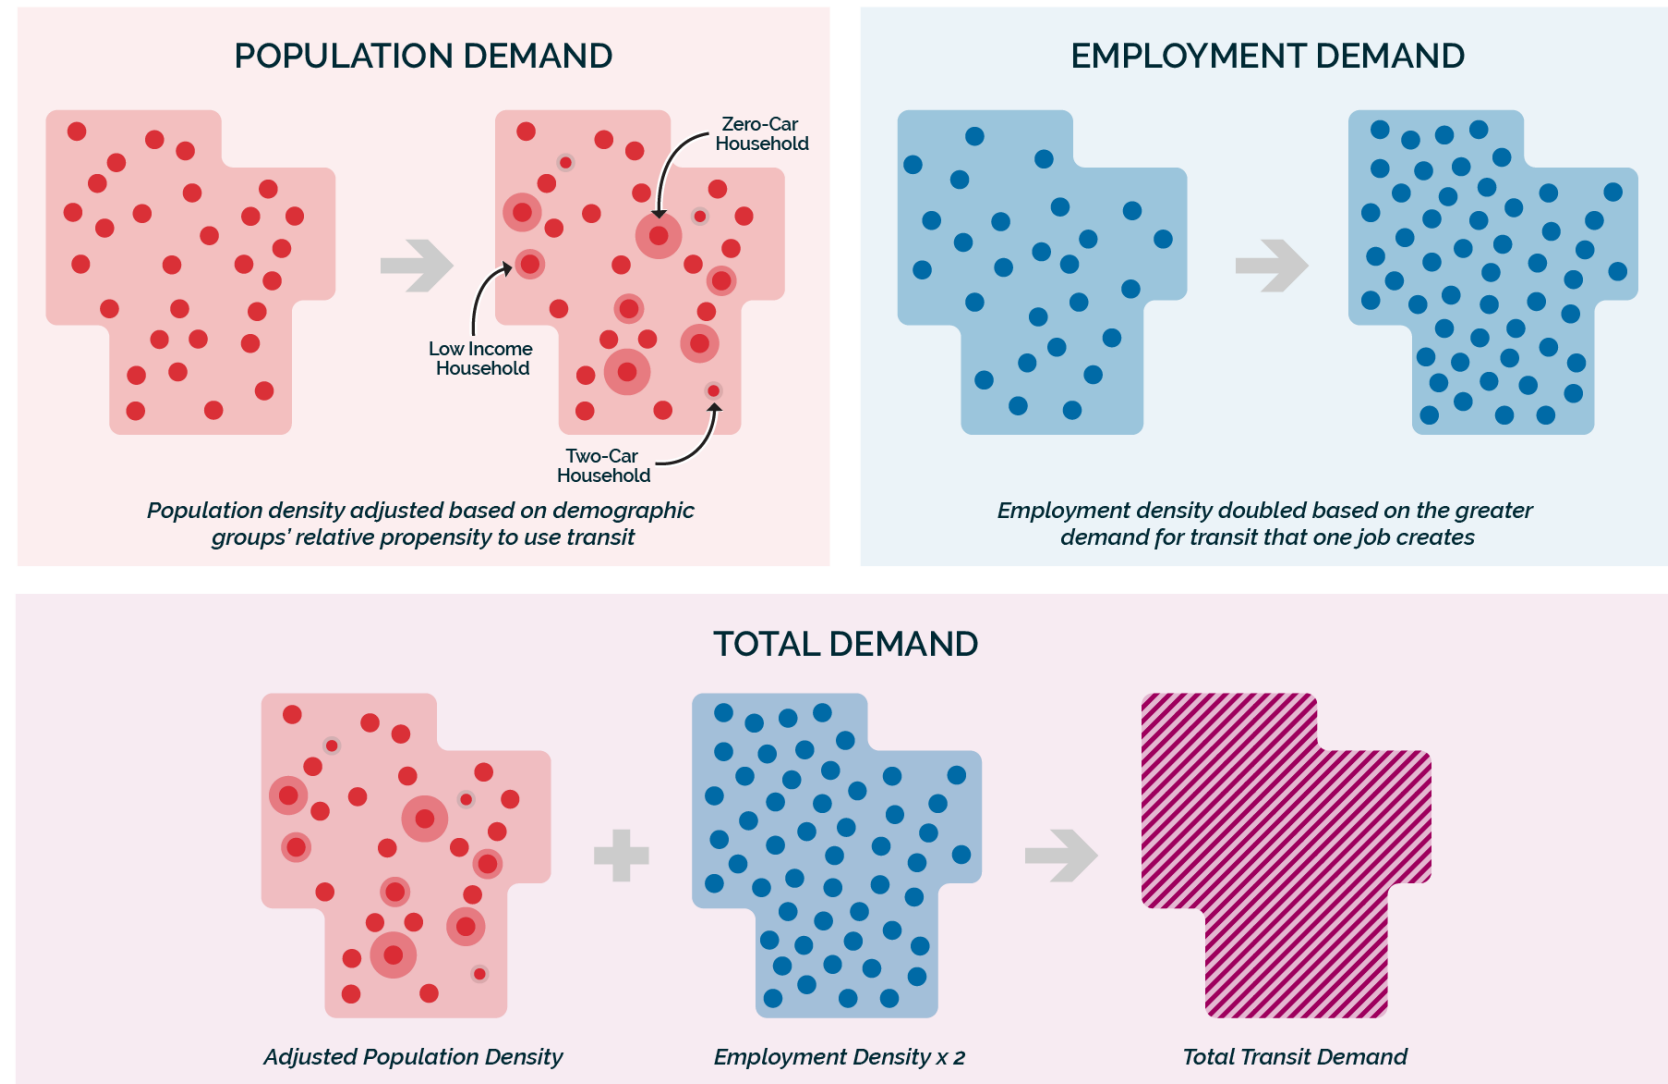 POPULATION DEMAND
Zero-Car
Household
Low Income
Household
Two-Car
Household
Population density adjusted based on demographic
groups’ relative propensity to use transit
EMPLOYMENT DEMAND
Employment density doubled based on the greater
demand for transit that one job creates
TOTAL DEMAND
Adjusted Population Density
Employment Density x 2
Total Transit Demand